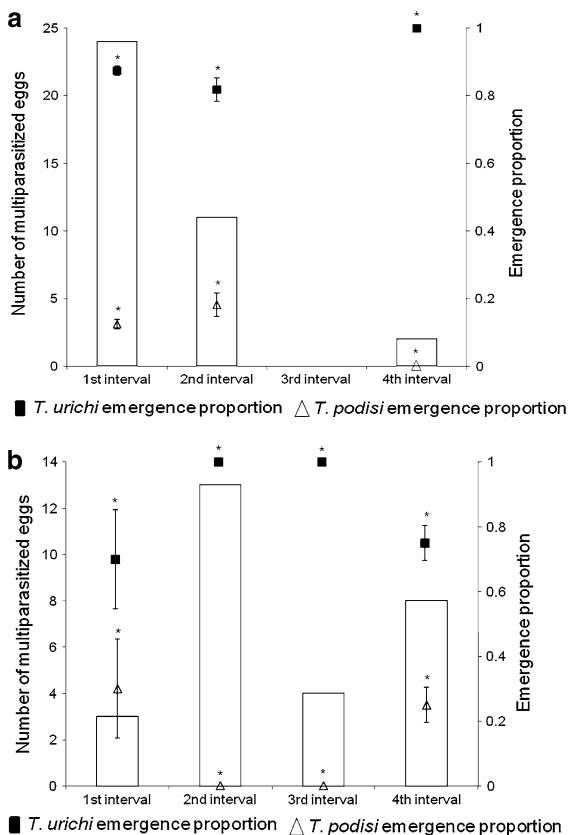 a
Number of multiparasitized eggs
25
20
15
10
5
0
1
0.8
0.6
0.4
0.2
0
Emergence proportion
* * *
* * *
1st interval 2nd interval 3rd interval 4th interval
T. urichi emergence proportion T. podisi emergence proportion
b
Number of multiparasitized eggs
14
12
10
8
6
4
2
0
1
0.8
0.6
0.4
0.2
0
Emergence proportion
* * * *
* * * *
1st interval 2nd interval 3rd interval 4th interval
T. urichi emergence proportion T. podisi emergence proportion